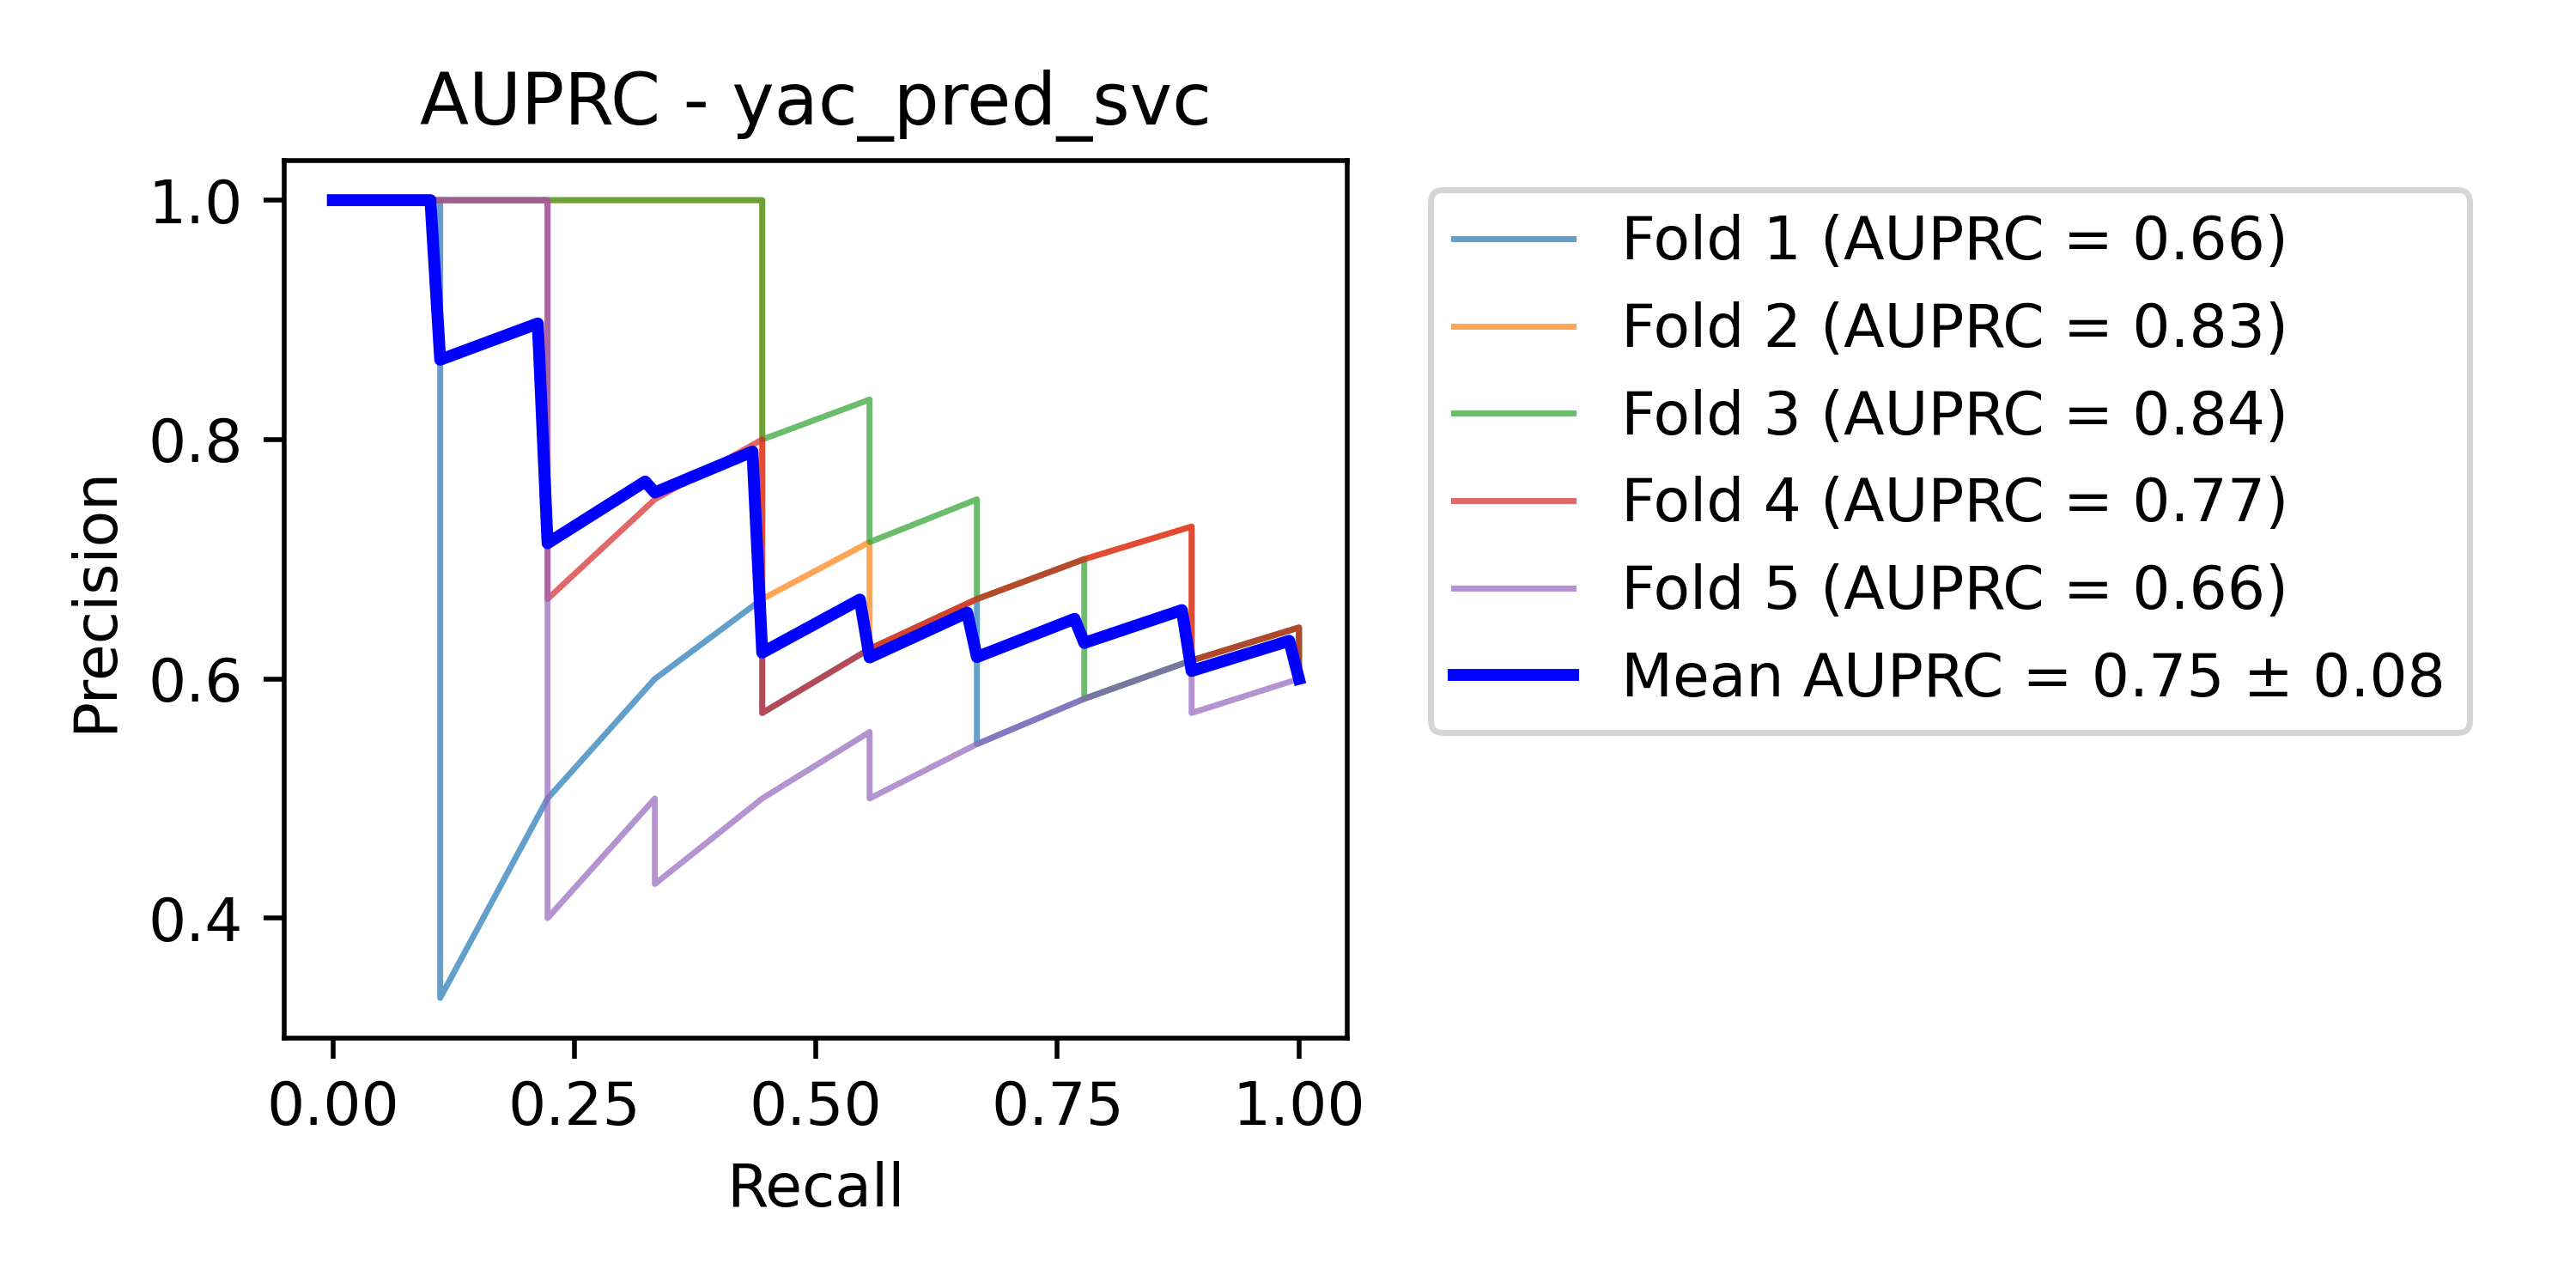 AUPRC - yac_pred_svc
1.0
0.8
0.6
0.4
Precision
0.00 0.25 0.50 0.75 1.00
Recall
Fold 1 (AUPRC = 0.66)
Fold 2 (AUPRC = 0.83)
Fold 3 (AUPRC = 0.84)
Fold 4 (AUPRC = 0.77)
Fold 5 (AUPRC = 0.66)
Mean AUPRC = 0.75 ± 0.08